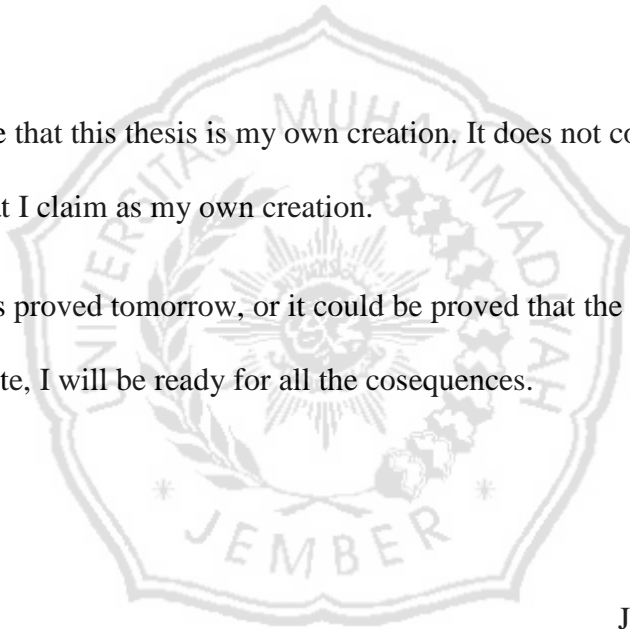 e that this thesis is my own creation. It does not co
t I claim as my own creation.
s proved tomorrow, or it could be proved that the
te, I will be ready for all the cosequences.
UNIVERSITAS MUHAMMADIYAH
JEMBER
J